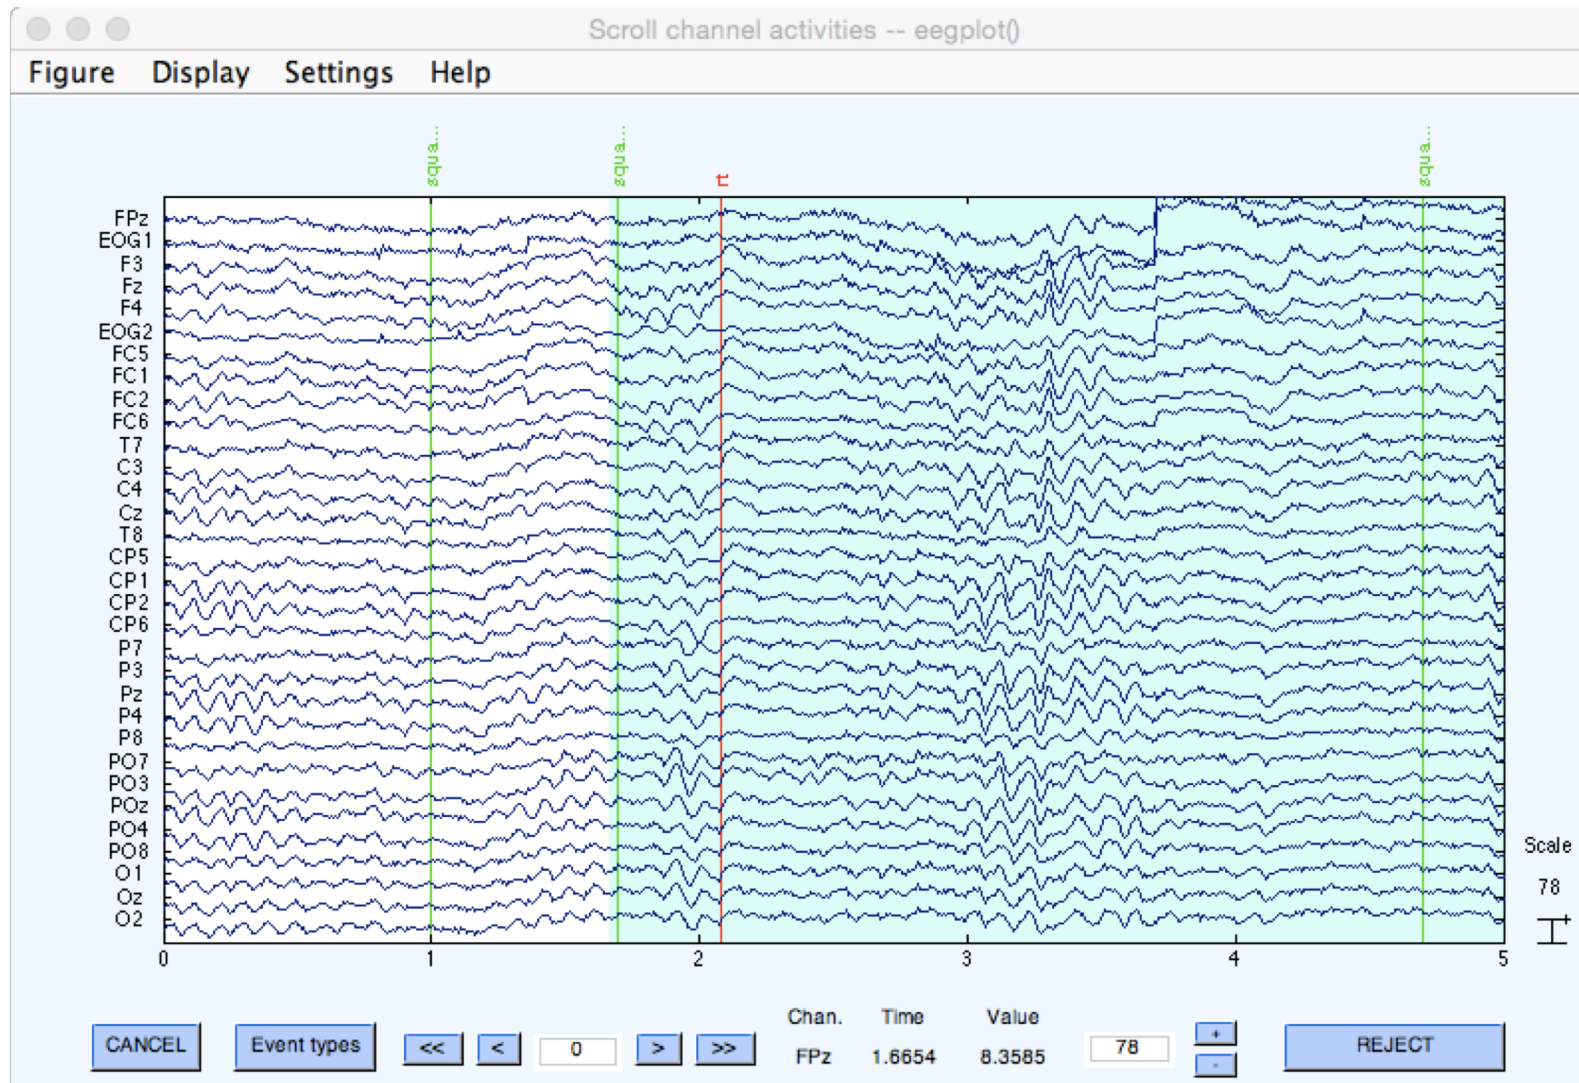 Scroll channel activities -- eegplot()
Figure Display Settings Help
squa...
squa...
rt
squa...
FPz
EOG1
F3
Fz
F4
EOG2
FC5
FC1
FC2
FC6
T7
C3
C4
Cz
T8
CP5
CP1
CP2
CP6
P7
P3
Pz
P4
P8
PO7
PO3
POz
PO4
PO8
O1
Oz
O2
Scale
78
+
0 1 2 3 4 5
Chan. Time Value
CANCEL Event types << < 0 > >> FPz 1.6654 8.3585 78 + - REJECT